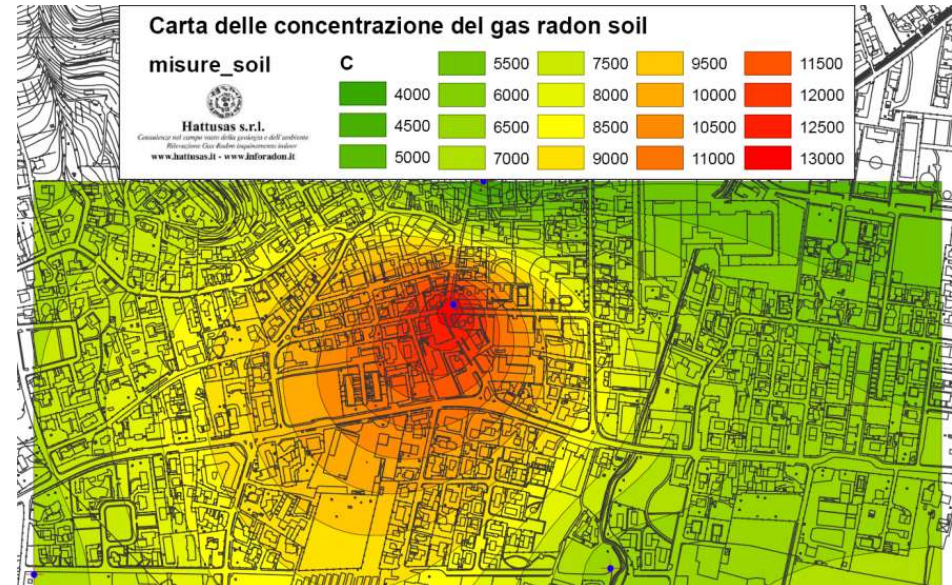 Carta delle concentrazione del gas radon soil
misure_soil
C
Hattusas s.r.l.
Consulenze nel campo vasto della geologia e dell'ambiente
Rilevazione Gas-Radon inquinamento indoor
www.hattusas.it - www.inforadon.it
4000
4500
5000
5500
6000
6500
7000
7500
8000
8500
9000
9500
10000
10500
11000
11500
12000
12500
13000